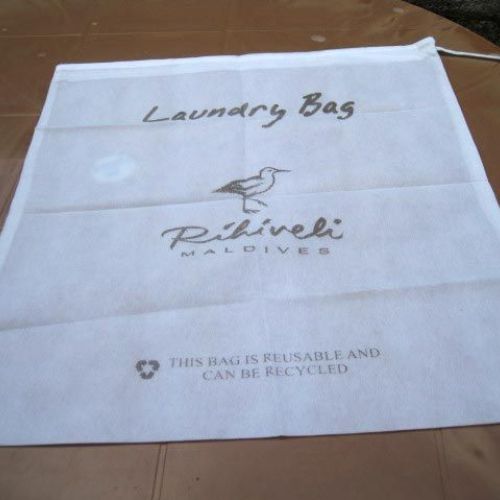 Laundry Bag
Rihiveli
MALDIVES
THIS BAG IS REUSABLE AND
CAN BE RECYCLED